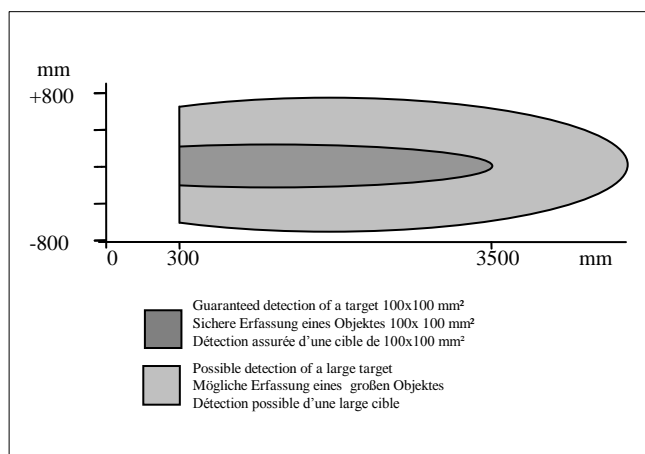 mm
+800
-800
0 300 3500 mm
Guaranteed detection of a target 100x100 mm²
Sichere Erfassung eines Objektes 100x 100 mm²
Détection assurée d'une cible de 100x100 mm²
Possible detection of a large target
Mögliche Erfassung eines großen Objektes
Détection possible d'une large cible